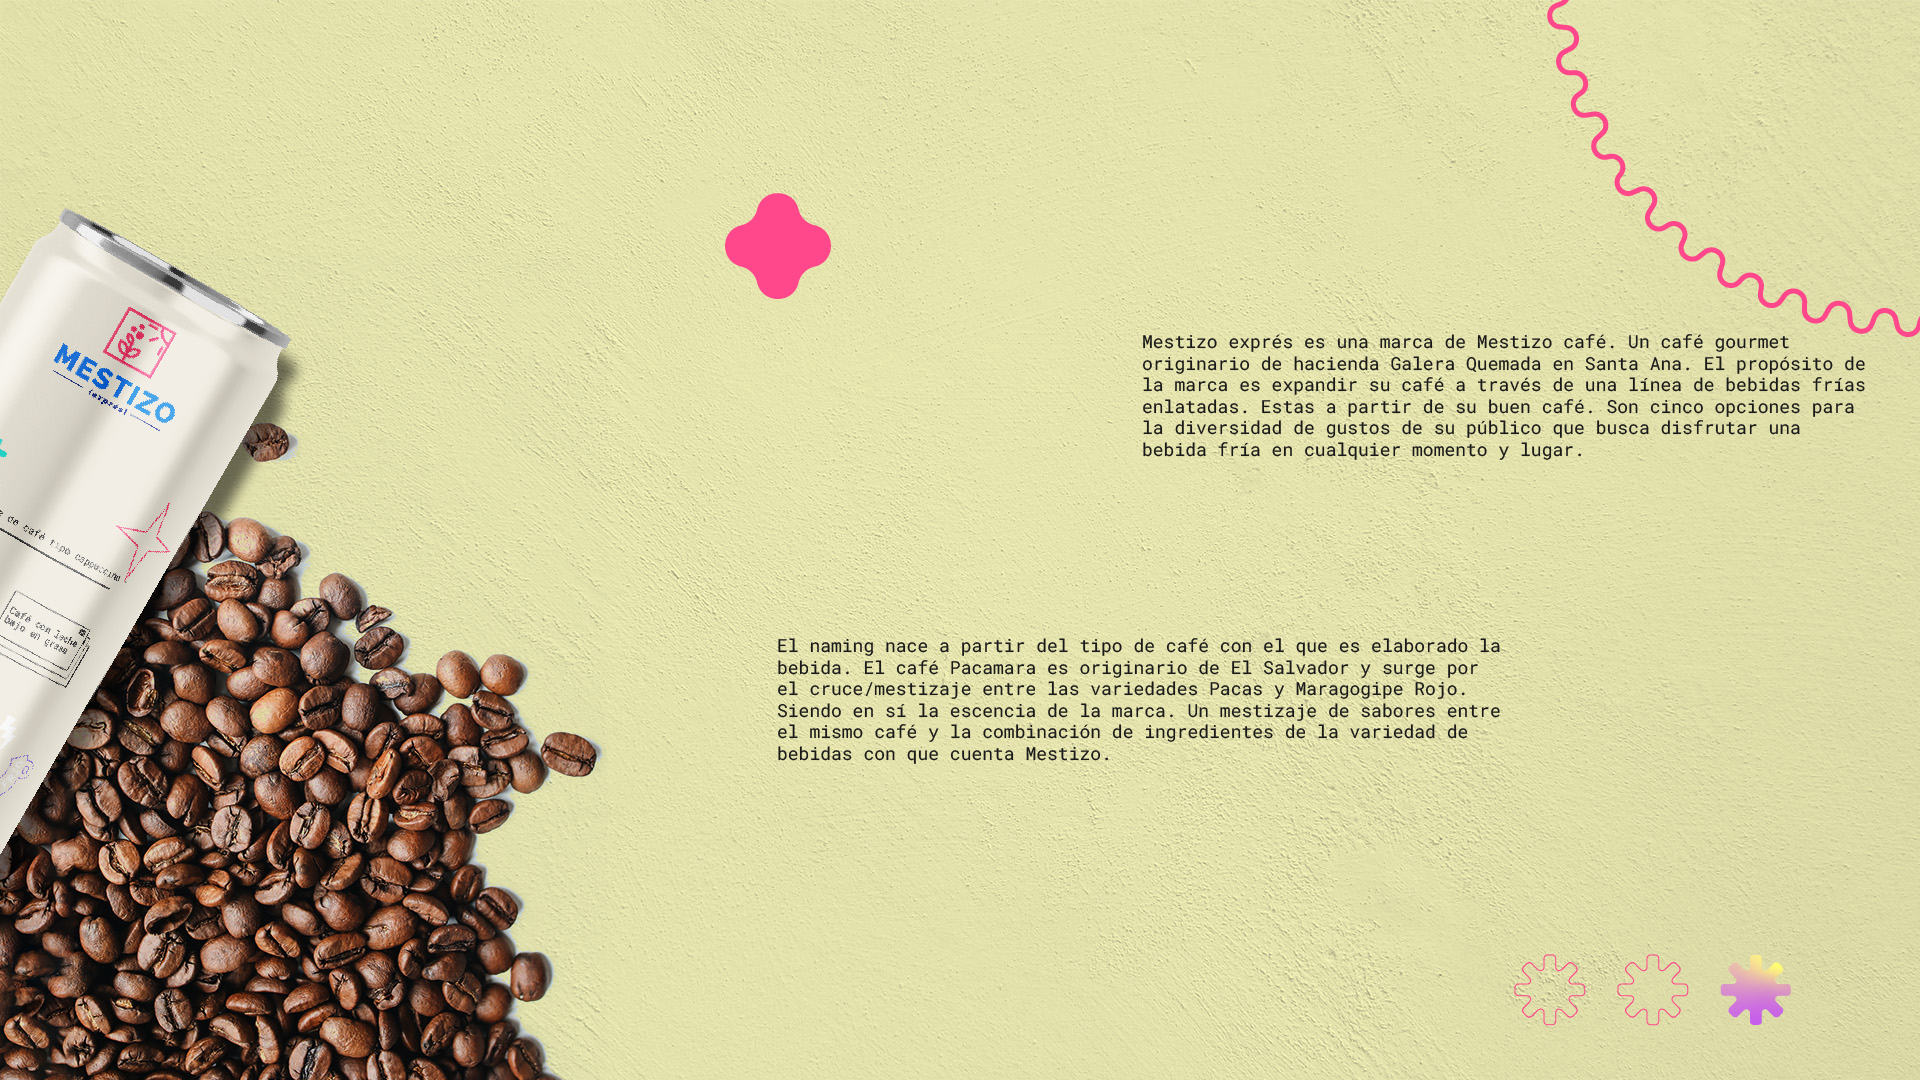 Mestizo exprés es una marca de Mestizo café. Un café gourmet
originario de hacienda Galera Quemada en Santa Ana. El propósito de
la marca es expandir su café a través de una línea de bebidas frías
enlatadas. Estas a partir de su buen café. Son cinco opciones para
la diversidad de gustos de su público que busca disfrutar una
bebida fría en cualquier momento y lugar.
MESTIZO
(exprés)
de café tipo cappuccino
Café con leche
bajo en grasa
El naming nace a partir del tipo de café con el que es elaborado la
bebida. El café Pacamara es originario de El Salvador y surge por
el cruce/mestizaje entre las variedades Pacas y Maragogipe Rojo.
Siendo en sí la escencia de la marca. Un mestizaje de sabores entre
el mismo café y la combinación de ingredientes de la variedad de
bebidas con que cuenta Mestizo.